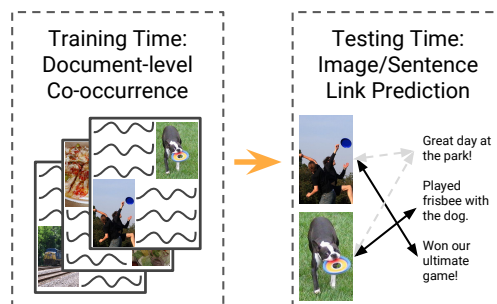 Training Time:
Document-level
Co-occurrence
Testing Time:
Image/Sentence
Link Prediction
Great day at
the park!
Played
frisbee with
the dog.
Won our
ultimate
game!